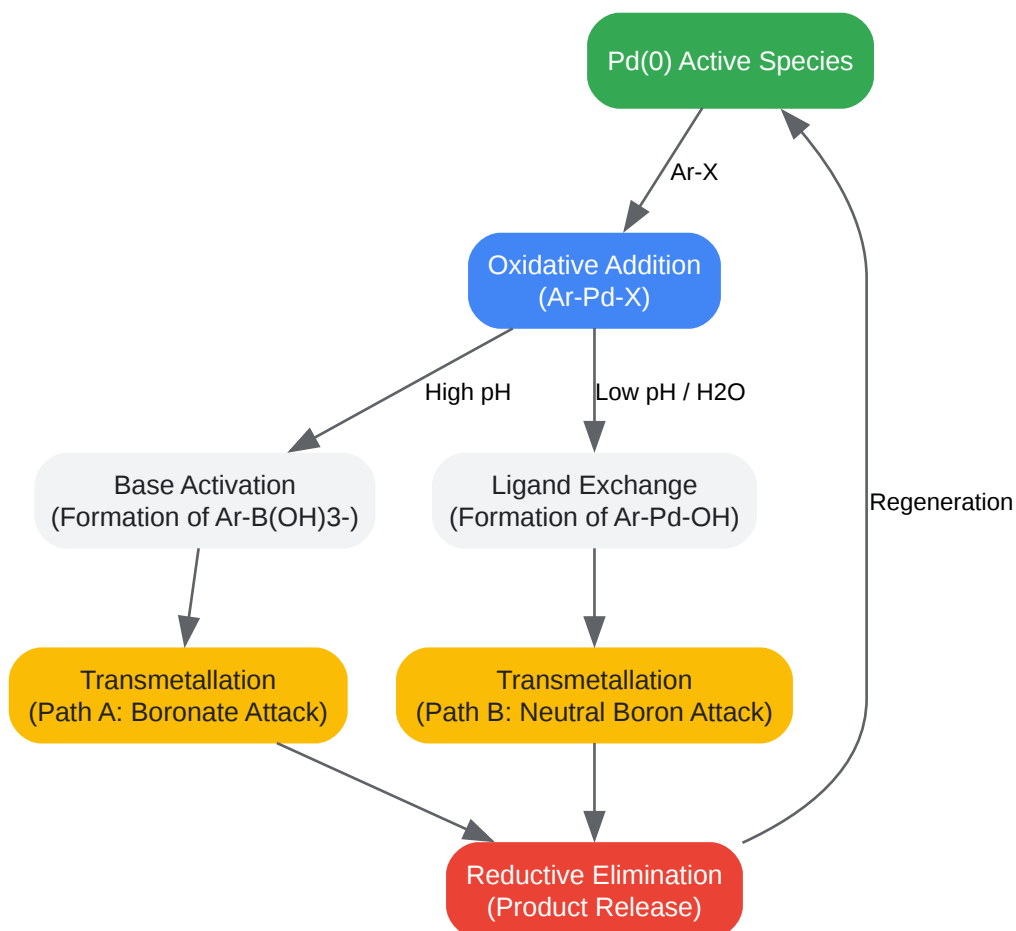 Pd(0) Active Species
Ar-X
Oxidative Addition
(Ar-Pd-X)
High pH
Low pH / H2O
Base Activation
(Formation of Ar-B(OH)3-)
Ligand Exchange
(Formation of Ar-Pd-OH)
Regeneration
Transmetallation
(Path A: Boronate Attack)
Transmetallation
(Path B: Neutral Boron Attack)
Reductive Elimination
(Product Release)